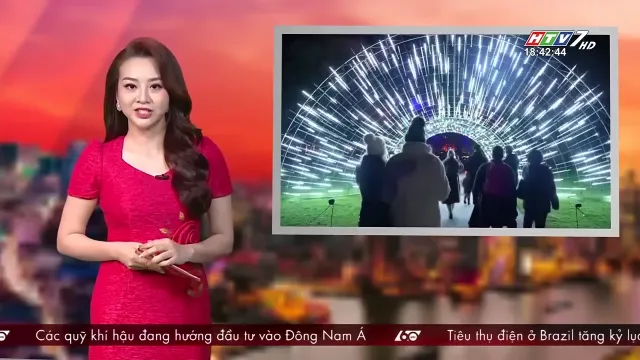 HTV7 HD
18:42:44
Các quỹ khí hậu đang hướng đầu tư vào Đông Nam Á
60
Tiêu thụ điện ở Brazil tăng kỷ lục